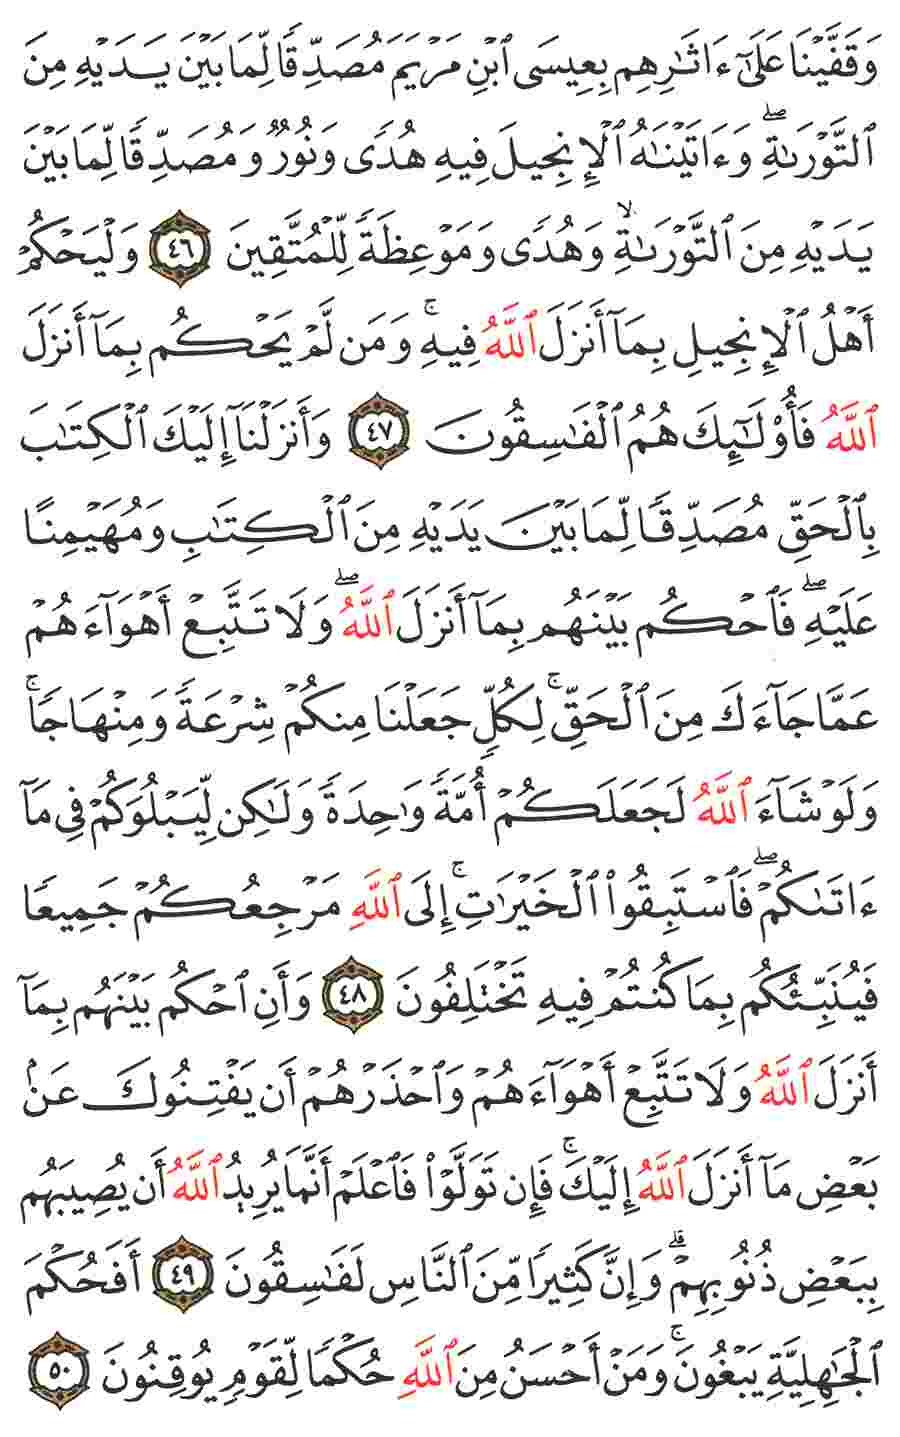 وَقَفَّيۡنَا عَلَىٰٓ ءَاثَٰرِهِم بِعِيسَى ٱبۡنِ مَرۡيَمَ مُصَدِّقٗا لِّمَا بَيۡنَ يَدَيۡهِ مِنَ
ٱلتَّوۡرَىٰةِۖ وَءَاتَيۡنَٰهُ ٱلۡإِنجِيلَ فِيهِ هُدٗى وَنُورٞ وَمُصَدِّقٗا لِّمَا بَيۡنَ
يَدَيۡهِ مِنَ ٱلتَّوۡرَىٰةِ وَهُدٗى وَمَوۡعِظَةٗ لِّلۡمُتَّقِينَ ٤٦ وَلۡيَحۡكُمۡ
أَهۡلُ ٱلۡإِنجِيلِ بِمَآ أَنزَلَ ٱللَّهُ فِيهِۚ وَمَن لَّمۡ يَحۡكُم بِمَآ أَنزَلَ
ٱللَّهُ فَأُوْلَٰٓئِكَ هُمُ ٱلۡفَٰسِقُونَ ٤٧ وَأَنزَلۡنَآ إِلَيۡكَ ٱلۡكِتَٰبَ
بِٱلۡحَقِّ مُصَدِّقٗا لِّمَا بَيۡنَ يَدَيۡهِ مِنَ ٱلۡكِتَٰبِ وَمُهَيۡمِنًا
عَلَيۡهِۖ فَٱحۡكُم بَيۡنَهُم بِمَآ أَنزَلَ ٱللَّهُۖ وَلَا تَتَّبِعۡ أَهۡوَآءَهُمۡ
عَمَّا جَآءَكَ مِنَ ٱلۡحَقِّۚ لِكُلّٖ جَعَلۡنَا مِنكُمۡ شِرۡعَةٗ وَمِنۡهَاجٗاۚ
وَلَوۡ شَآءَ ٱللَّهُ لَجَعَلَكُمۡ أُمَّةٗ وَٰحِدَةٗ وَلَٰكِن لِّيَبۡلُوَكُمۡ فِي مَآ
ءَاتَىٰكُمۡۖ فَٱسۡتَبِقُواْ ٱلۡخَيۡرَٰتِۚ إِلَى ٱللَّهِ مَرۡجِعُكُمۡ جَمِيعٗا
فَيُنَبِّئُكُم بِمَا كُنتُمۡ فِيهِ تَخۡتَلِفُونَ ٤٨ وَأَنِ ٱحۡكُم بَيۡنَهُم بِمَآ
أَنزَلَ ٱللَّهُ وَلَا تَتَّبِعۡ أَهۡوَآءَهُمۡ وَٱحۡذَرۡهُمۡ أَن يَفۡتِنُوكَ عَنۢ
بَعۡضِ مَآ أَنزَلَ ٱللَّهُ إِلَيۡكَۖ فَإِن تَوَلَّوۡاْ فَٱعۡلَمۡ أَنَّمَا يُرِيدُ ٱللَّهُ أَن يُصِيبَهُم
بِبَعۡضِ ذُنُوبِهِمۡۗ وَإِنَّ كَثِيرٗا مِّنَ ٱلنَّاسِ لَفَٰسِقُونَ ٤٩ أَفَحُكۡمَ
ٱلۡجَٰهِلِيَّةِ يَبۡغُونَۚ وَمَنۡ أَحۡسَنُ مِنَ ٱللَّهِ حُكۡمٗا لِّقَوۡمٖ يُوقِنُونَ ٥٠